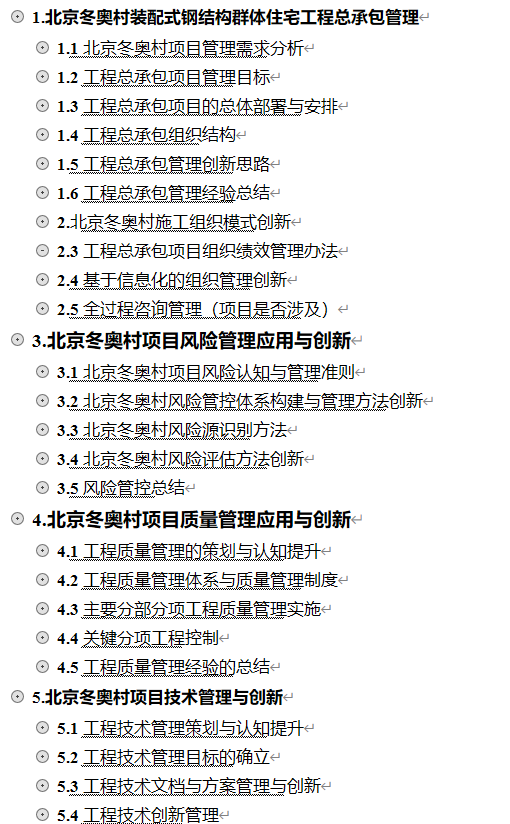 1.北京冬奥村装配式钢结构群体住宅工程总承包管理
1.1 北京冬奥村项目管理需求分析
1.2 工程总承包项目管理目标
1.3 工程总承包项目的总体部署与安排
1.4 工程总承包组织结构
1.5 工程总承包管理创新思路
1.6 工程总承包管理经验总结
2.北京冬奥村施工组织模式创新
2.3 工程总承包项目组织绩效管理办法
2.4 基于信息化的组织管理创新
2.5 全过程咨询管理（项目是否涉及）
3.北京冬奥村项目风险管理应用与创新
3.1 北京冬奥村项目风险认知与管理准则
3.2 北京冬奥村风险管控体系构建与管理方法创新
3.3 北京冬奥村风险源识别方法
3.4 北京冬奥村风险评估方法创新
3.5 风险管控总结
4.北京冬奥村项目质量管理应用与创新
4.1 工程质量管理的策划与认知提升
4.2 工程质量管理体系与质量管理制度
4.3 主要分部分项工程质量管理实施
4.4 关键分项工程控制
4.5 工程质量管理经验的总结
5.北京冬奥村项目技术管理与创新
5.1 工程技术管理策划与认知提升
5.2 工程技术管理目标的确立
5.3 工程技术文档与方案管理与创新
5.4 工程技术创新管理